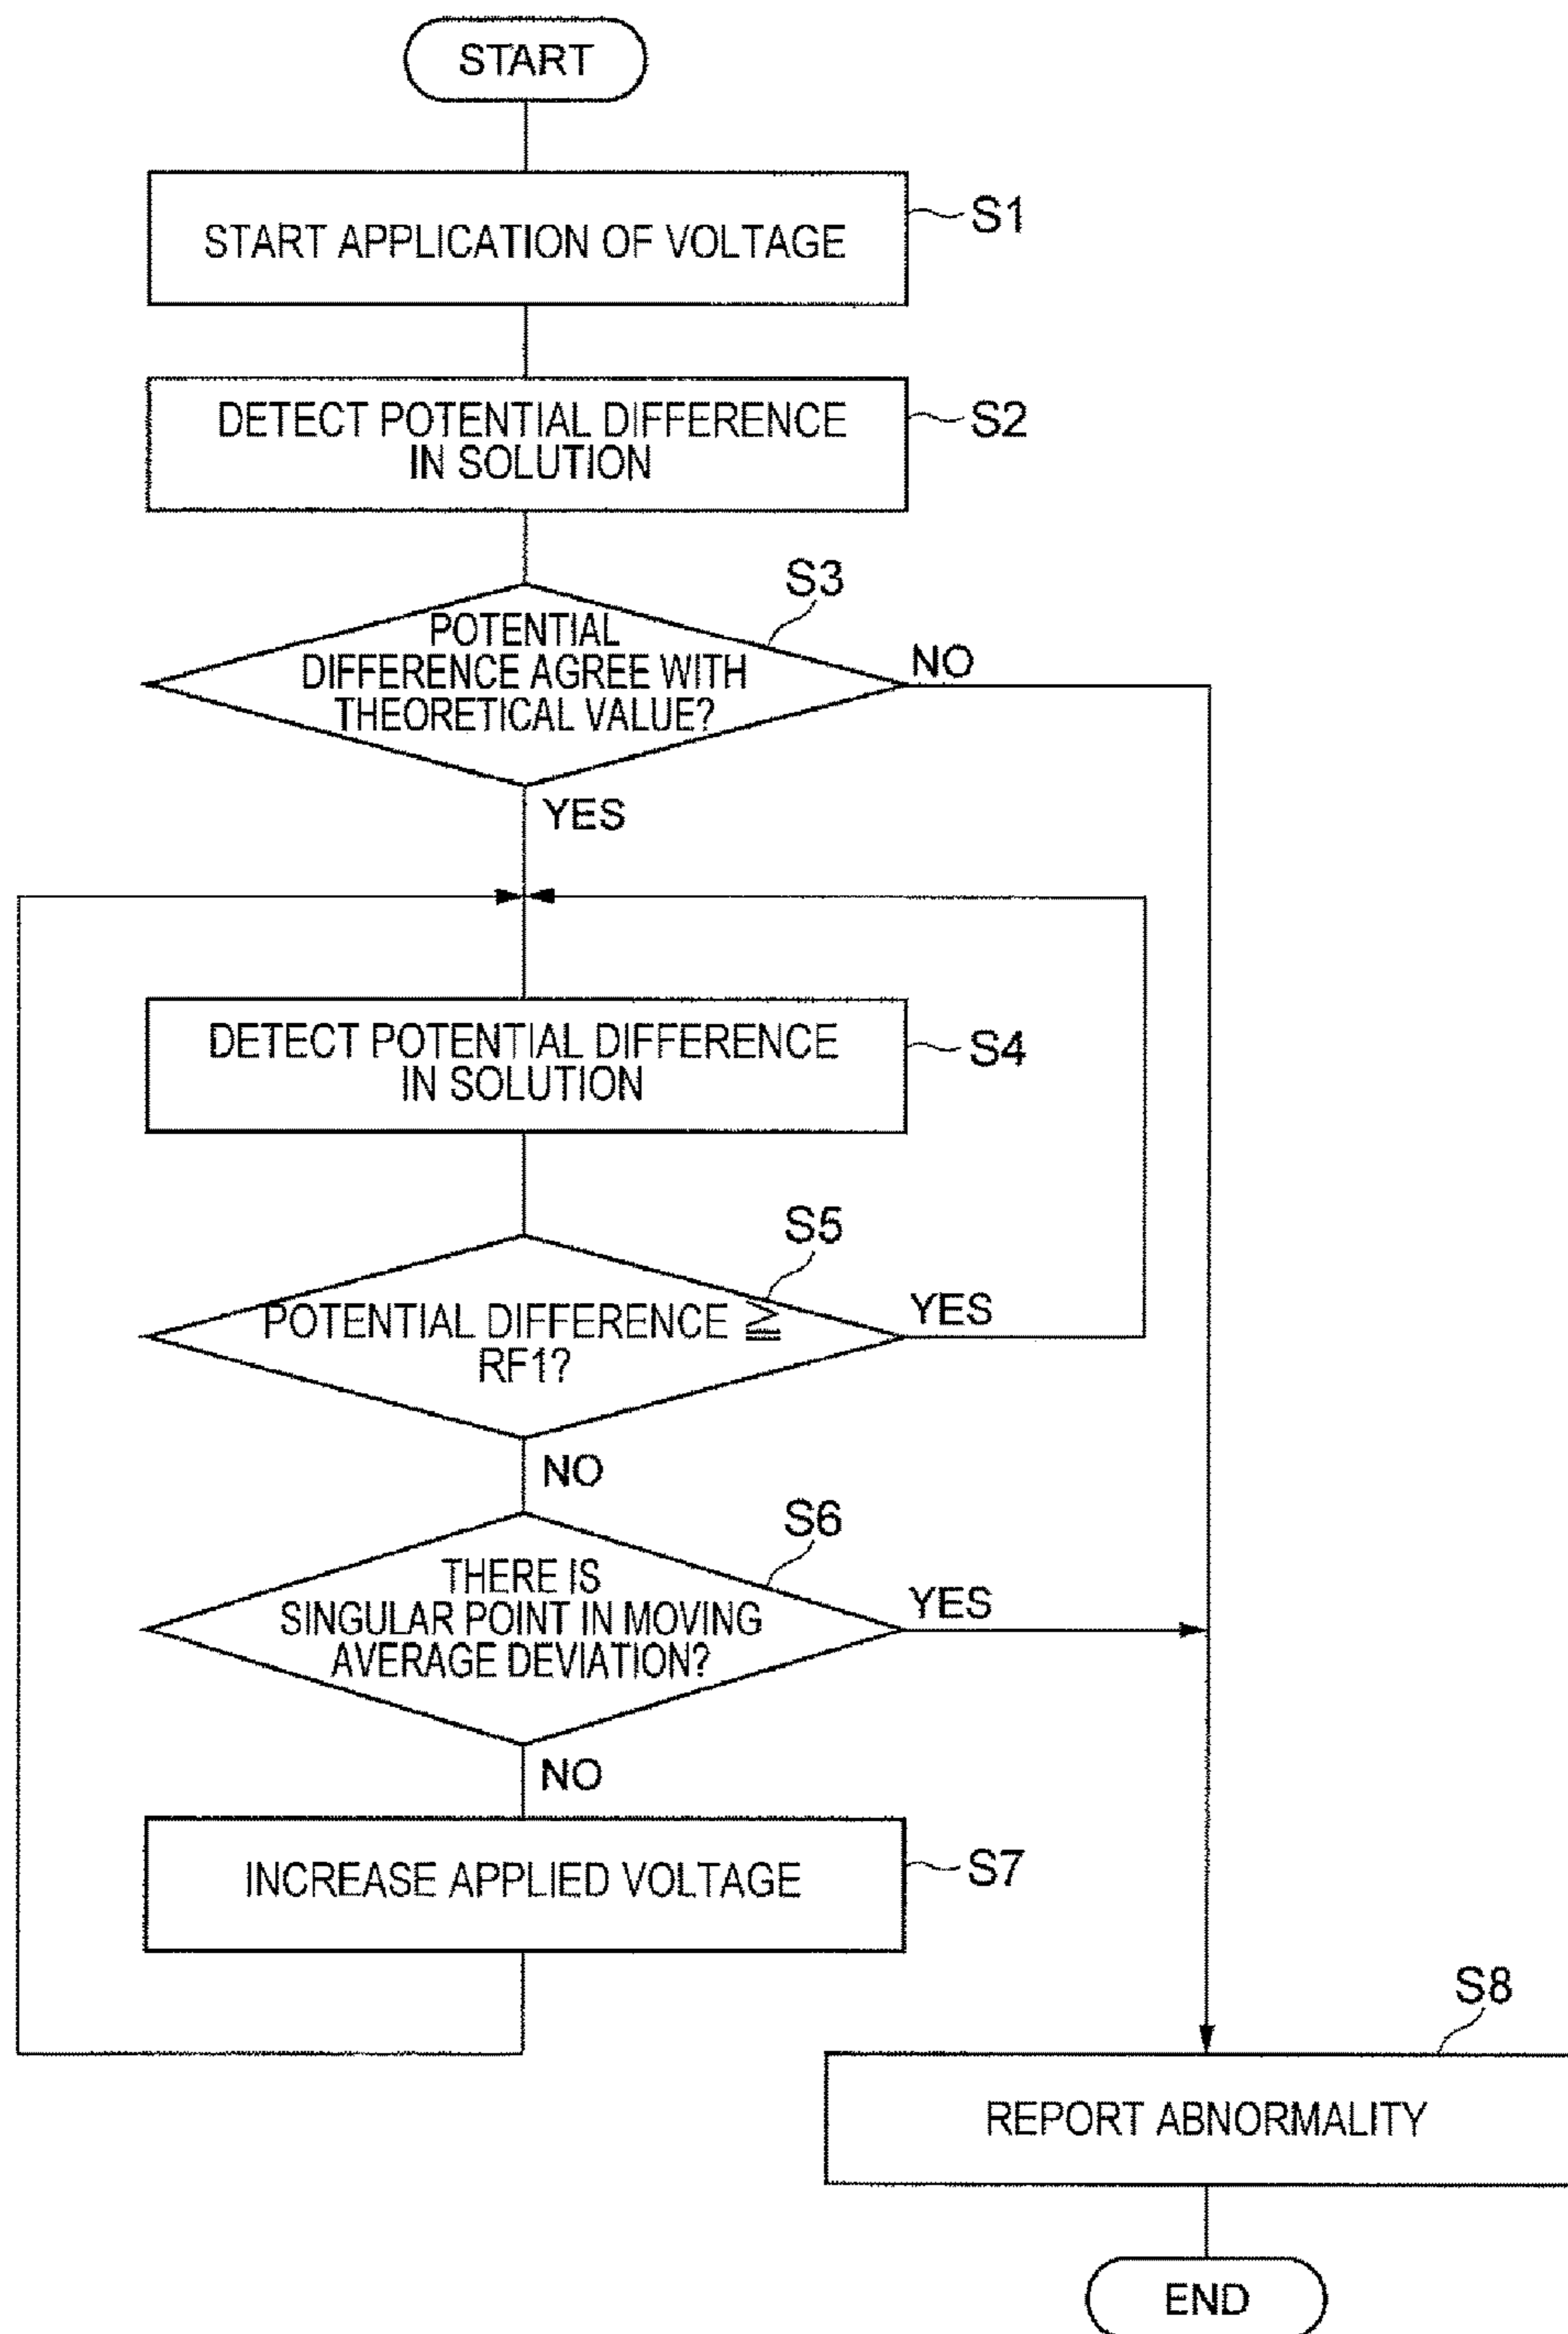 START
START APPLICATION OF VOLTAGE
S1
DETECT POTENTIAL DIFFERENCE
IN SOLUTION
S2
S3
POTENTIAL
DIFFERENCE AGREE WITH
THEORETICAL VALUE?
NO
YES
DETECT POTENTIAL DIFFERENCE
IN SOLUTION
S4
S5
POTENTIAL DIFFERENCE ≧
RF1?
YES
NO
S6
THERE IS
SINGULAR POINT IN MOVING
AVERAGE DEVIATION?
YES
NO
INCREASE APPLIED VOLTAGE
S7
S8
REPORT ABNORMALITY
END